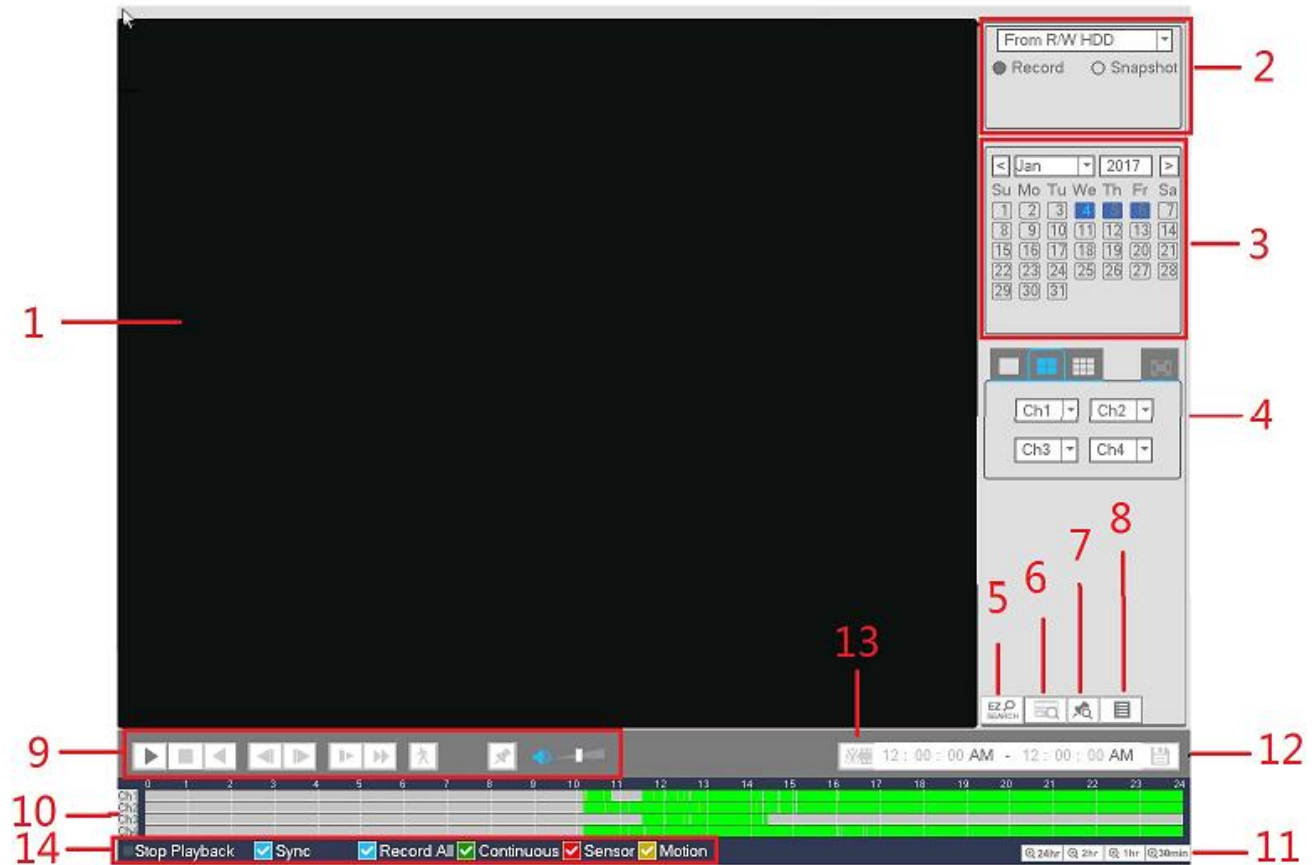 From R/W HDD
Record Snapshot
2
< Jan 2017 >
Su Mo Tu We Th Fr Sa
1 2 3 4 5 6 7
8 9 10 11 12 13 14
15 16 17 18 19 20 21
22 23 24 25 26 27 28
29 30 31
3
1
Ch1 Ch2
Ch3 Ch4
4
8
7
6
5
13
EZ
SEARCH
9
12 : 00 : 00 AM - 12 : 00 : 00 AM
12
0 1 2 3 4 5 6 7 8 9 10 11 12 13 14 15 16 17 18 19 20 21 22 23 24
10
14
Stop Playback Sync Record All Continuous Sensor Motion
24hr 2hr 1hr 30min
11